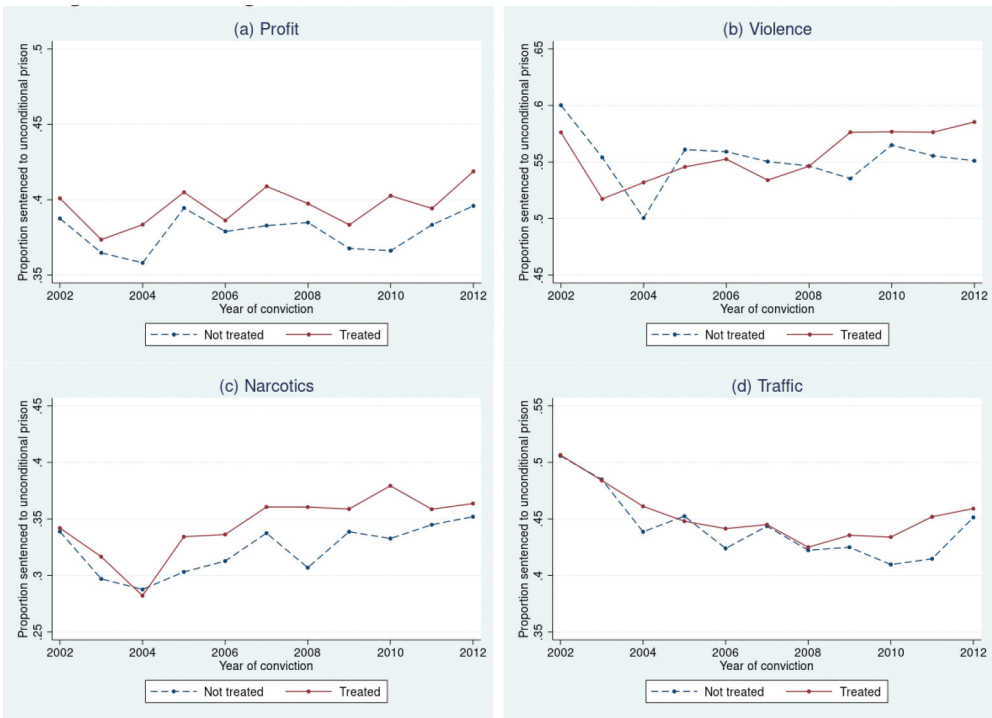 (a) Profit
Proportion sentenced to unconditional prison
.5
.45
.4
.35
2002 2004 2006 2008 2010 2012
Year of conviction
Not treated Treated
(b) Violence
Proportion sentenced to unconditional prison
.65
.6
.55
.5
.45
2002 2004 2006 2008 2010 2012
Year of conviction
Not treated Treated
(c) Narcotics
Proportion sentenced to unconditional prison
.45
.4
.35
.3
.25
2002 2004 2006 2008 2010 2012
Year of conviction
Not treated Treated
(d) Traffic
Proportion sentenced to unconditional prison
.55
.5
.45
.4
.35
2002 2004 2006 2008 2010 2012
Year of conviction
Not treated Treated